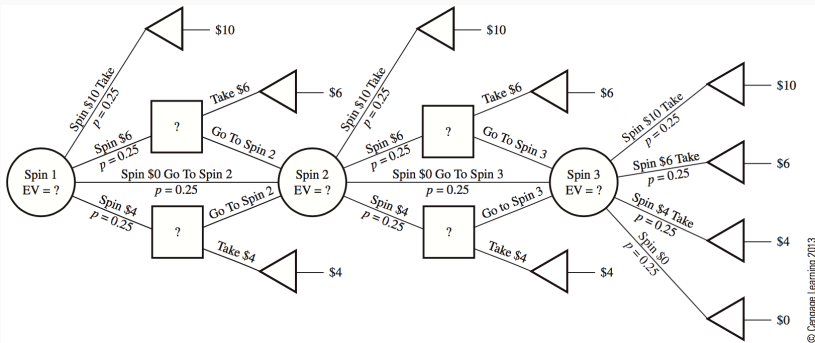 $10
Spin $10 Take
p = 0.25
Take $6
$6
Spin $6
p = 0.25
?
Go To Spin 2
Spin 1
EV = ?
Spin $0 Go To Spin 2
p = 0.25
Spin $4
p = 0.25
?
Go To Spin 2
Take $4
$4
$10
Spin $10 Take
p = 0.25
Take $6
$6
Spin $6
p = 0.25
?
Go To Spin 3
Spin 2
EV = ?
Spin $0 Go To Spin 3
p = 0.25
Spin $4
p = 0.25
?
Go to Spin 3
Take $4
$4
Spin 3
EV = ?
Spin $10 Take
p = 0.25
$10
Spin $6 Take
p = 0.25
$6
Spin $4 Take
p = 0.25
$4
Spin $0
p = 0.25
$0
© Cengage Learning 2013